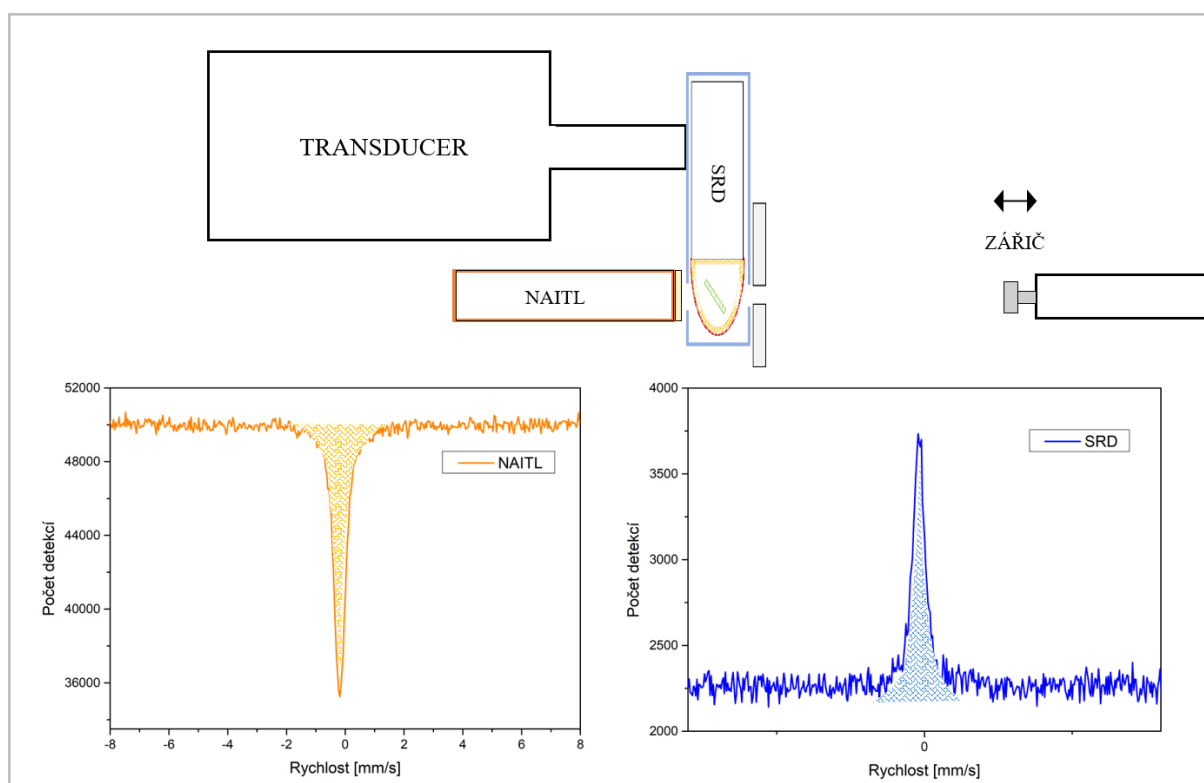 TRANSDUCER
SRD
ZÁŘIČ
NAITL
52000
48000
44000
40000
36000
Počet detekcí
NAITL
-8
-6
-4
-2
0
2
4
6
8
Rychlost [mm/s]
4000
3500
3000
2500
2000
Počet detekcí
SRD
0
Rychlost [mm/s]